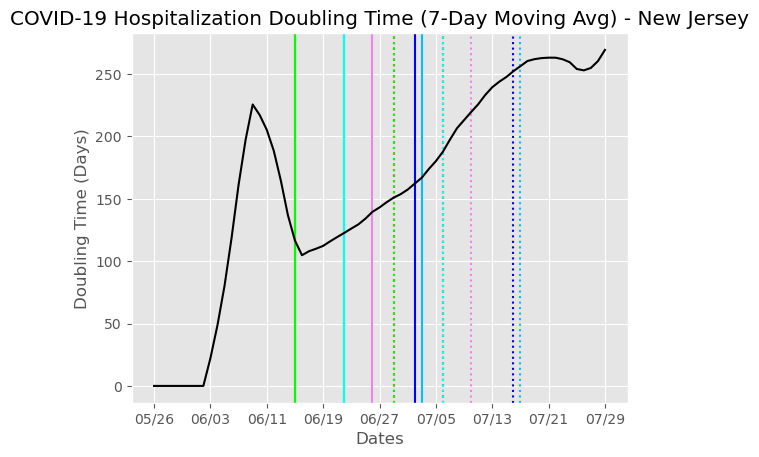 COVID-19 Hospitalization Doubling Time (7-Day Moving Avg) - New Jersey
Doubling Time (Days)
250
200
150
100
50
0
05/26 06/03 06/11 06/19 06/27 07/05 07/13 07/21 07/29
Dates